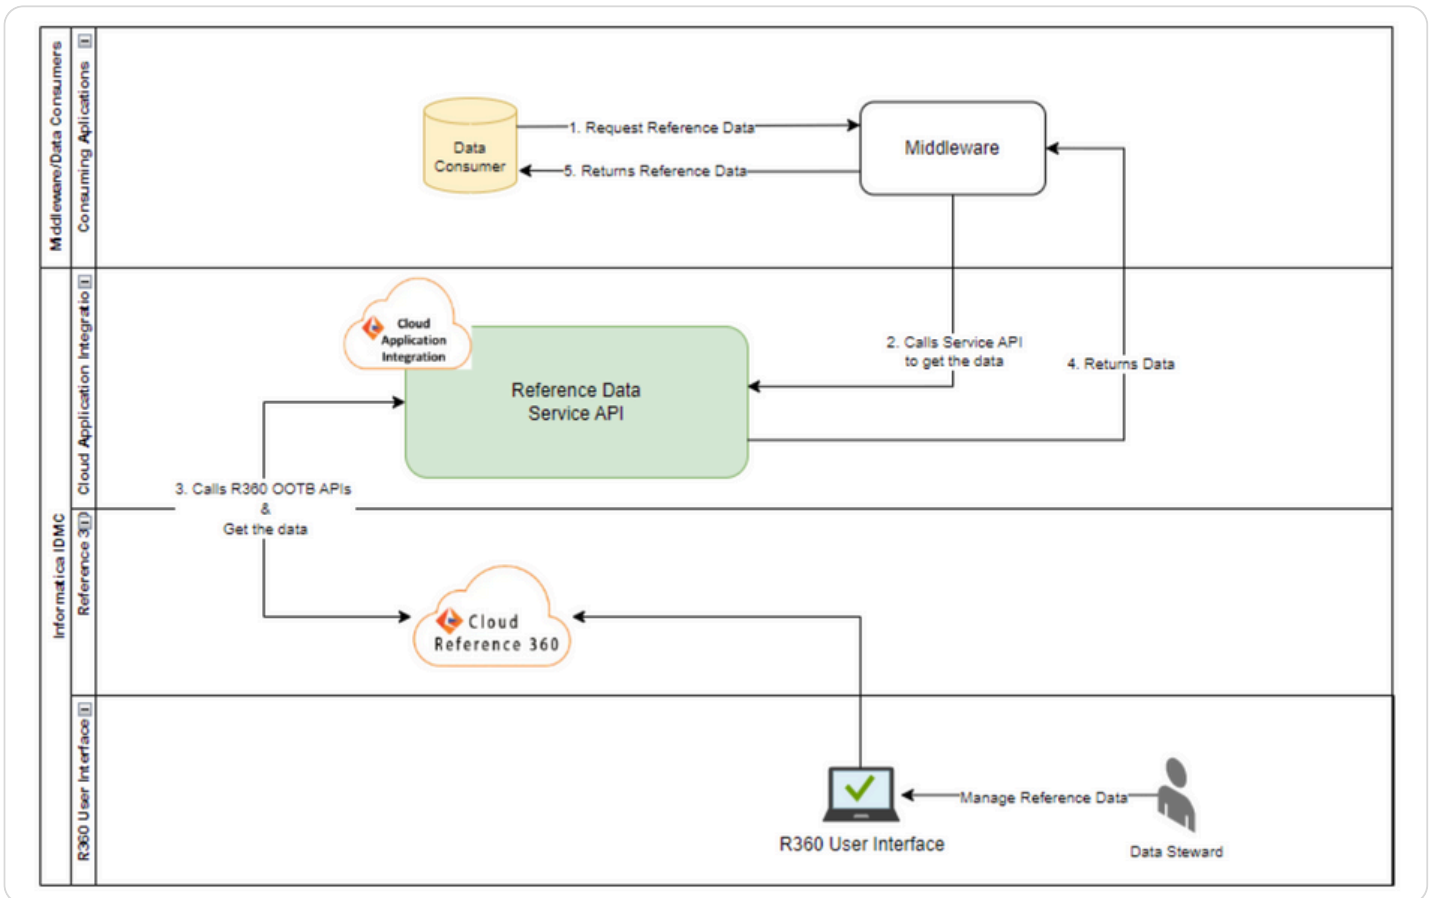 Middleware/Data Consumers
Consuming Aplications
Data
Consumer
1. Request Reference Data
5. Returns Reference Data
Middleware
Informatica IDMC
Cloud Application Integratio
Cloud
Application
Integration
Reference Data
Service API
2. Calls Service API
to get the data
4. Returns Data
3. Calls R360 OOTB APIs
&
Get the data
Reference 3
Cloud
Reference 360
R360 User Interface
R360 User Interface
Manage Reference Data
Data Steward